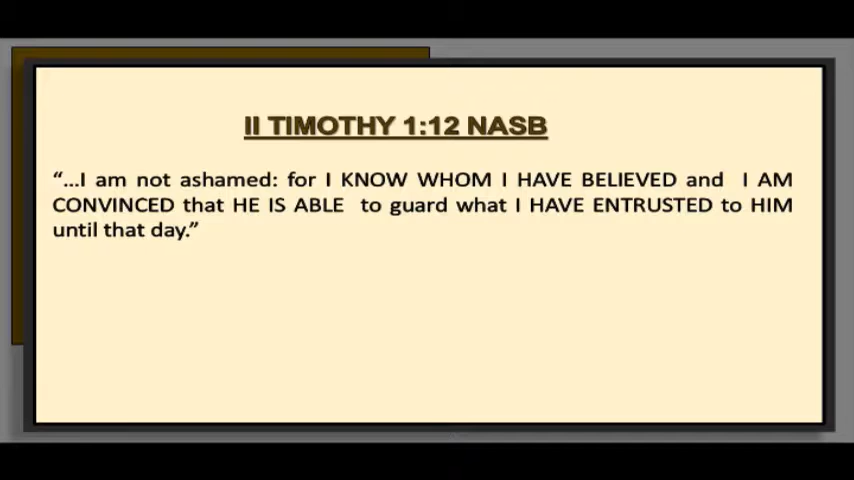 II TIMOTHY 1:12 NASB
“...I am not ashamed: for I KNOW WHOM I HAVE BELIEVED and I AM
CONVINCED that HE IS ABLE to guard what I HAVE ENTRUSTED to HIM
until that day.”